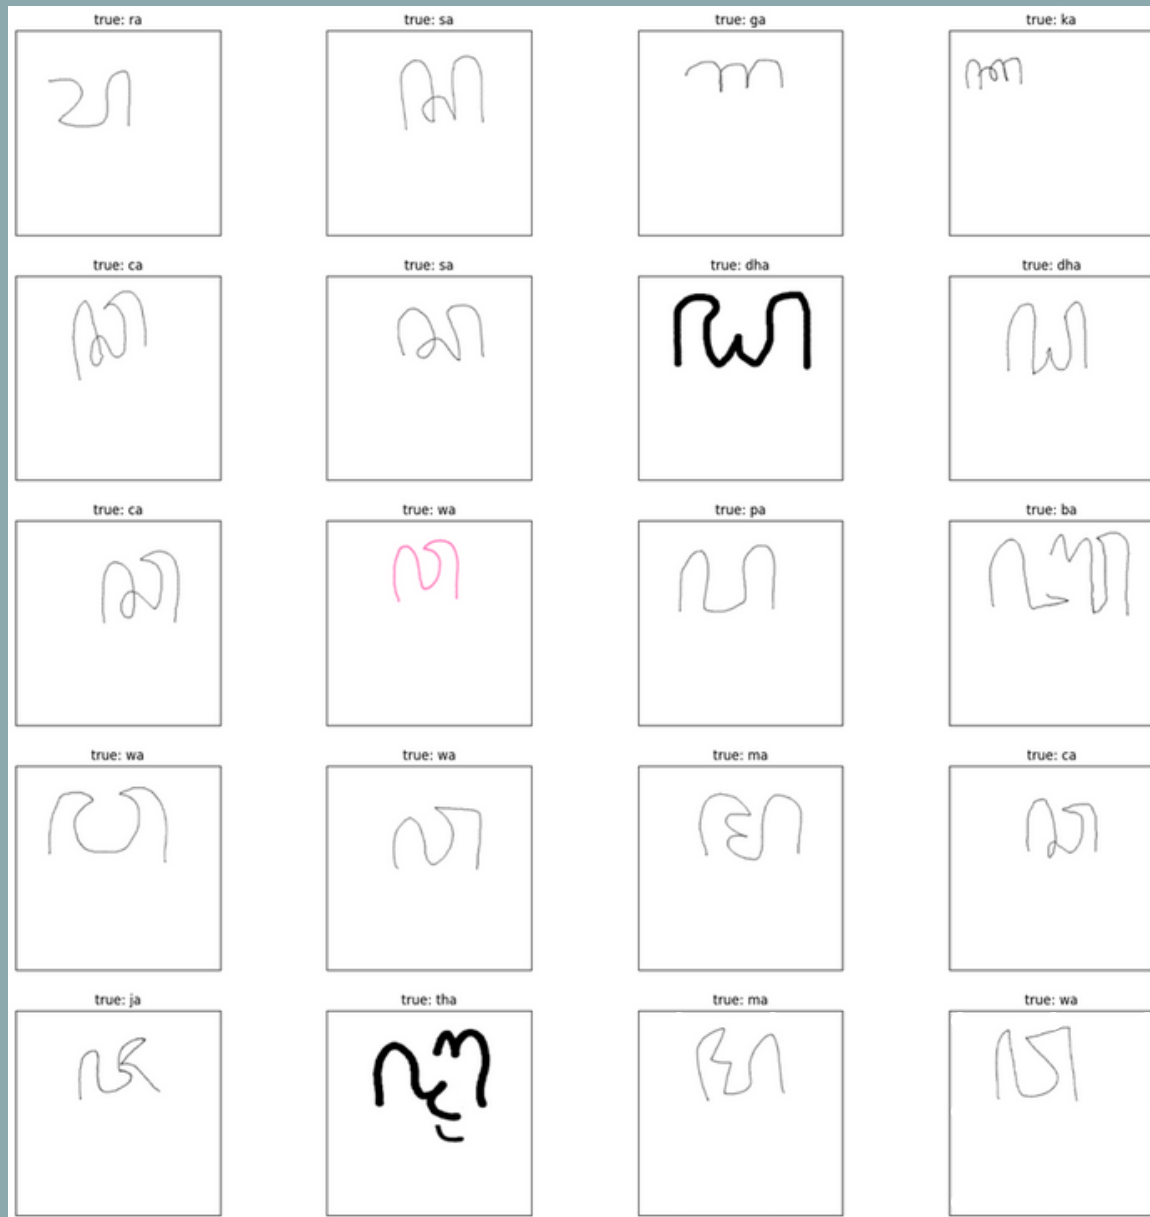 true: ra true: sa true: ga true: ka
ꦫ ꦱ ꦒ ꦏ
true: ca true: sa true: dha true: dha
ꦕ ꦱ ꦝ ꦝ
true: ca true: wa true: pa true: ba
ꦕ ꦮ ꦥ ꦧ
true: wa true: wa true: ma true: ca
ꦮ ꦮ ꦩ ꦕ
true: ja true: tha true: ma true: wa
ꦗ ꦛ ꦩ ꦮ